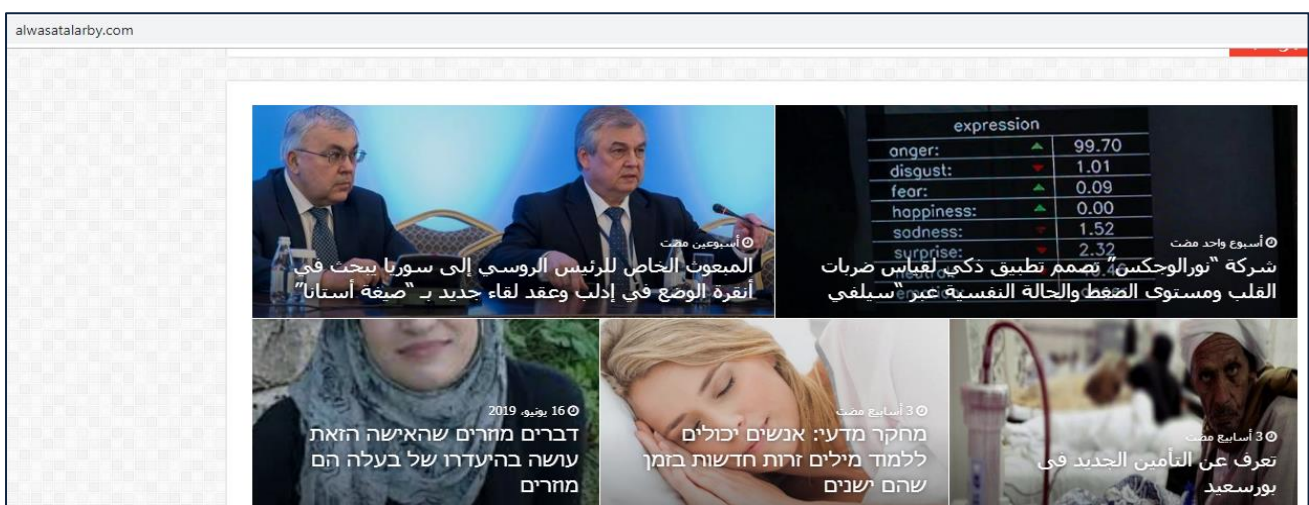 alwasatalarby.com
expression
anger: 99.70
disgust: 1.01
fear: 0.09
happiness: 0.00
sadness: 1.52
surprise: 2.32
أسبوع واحد مضت
شركة “نورالوجكس” تصمم تطبيق ذكي لقياس ضربات
القلب ومستوى الضغط والحالة النفسية عبر “سيلفي
أسبوعين مضت
المبعوث الخاص للرئيس الروسي إلى سوريا يبحث في
أنقرة الوضع في إدلب وعقد لقاء جديد بـ “صيغة أستانا”
3 أسابيع مضت
تعرف عن التأمين الجديد في
بورسعيد
3 أسابيع مضت
מחקר מדעי: אנשים יכולים
ללמוד מילים זרות חדשות בזמן
שהם ישנים
16 يونيو، 2019
דברים מוזרים שהאישה הזאת
עושה בהיעדרו של בעלה הם
מוזרים